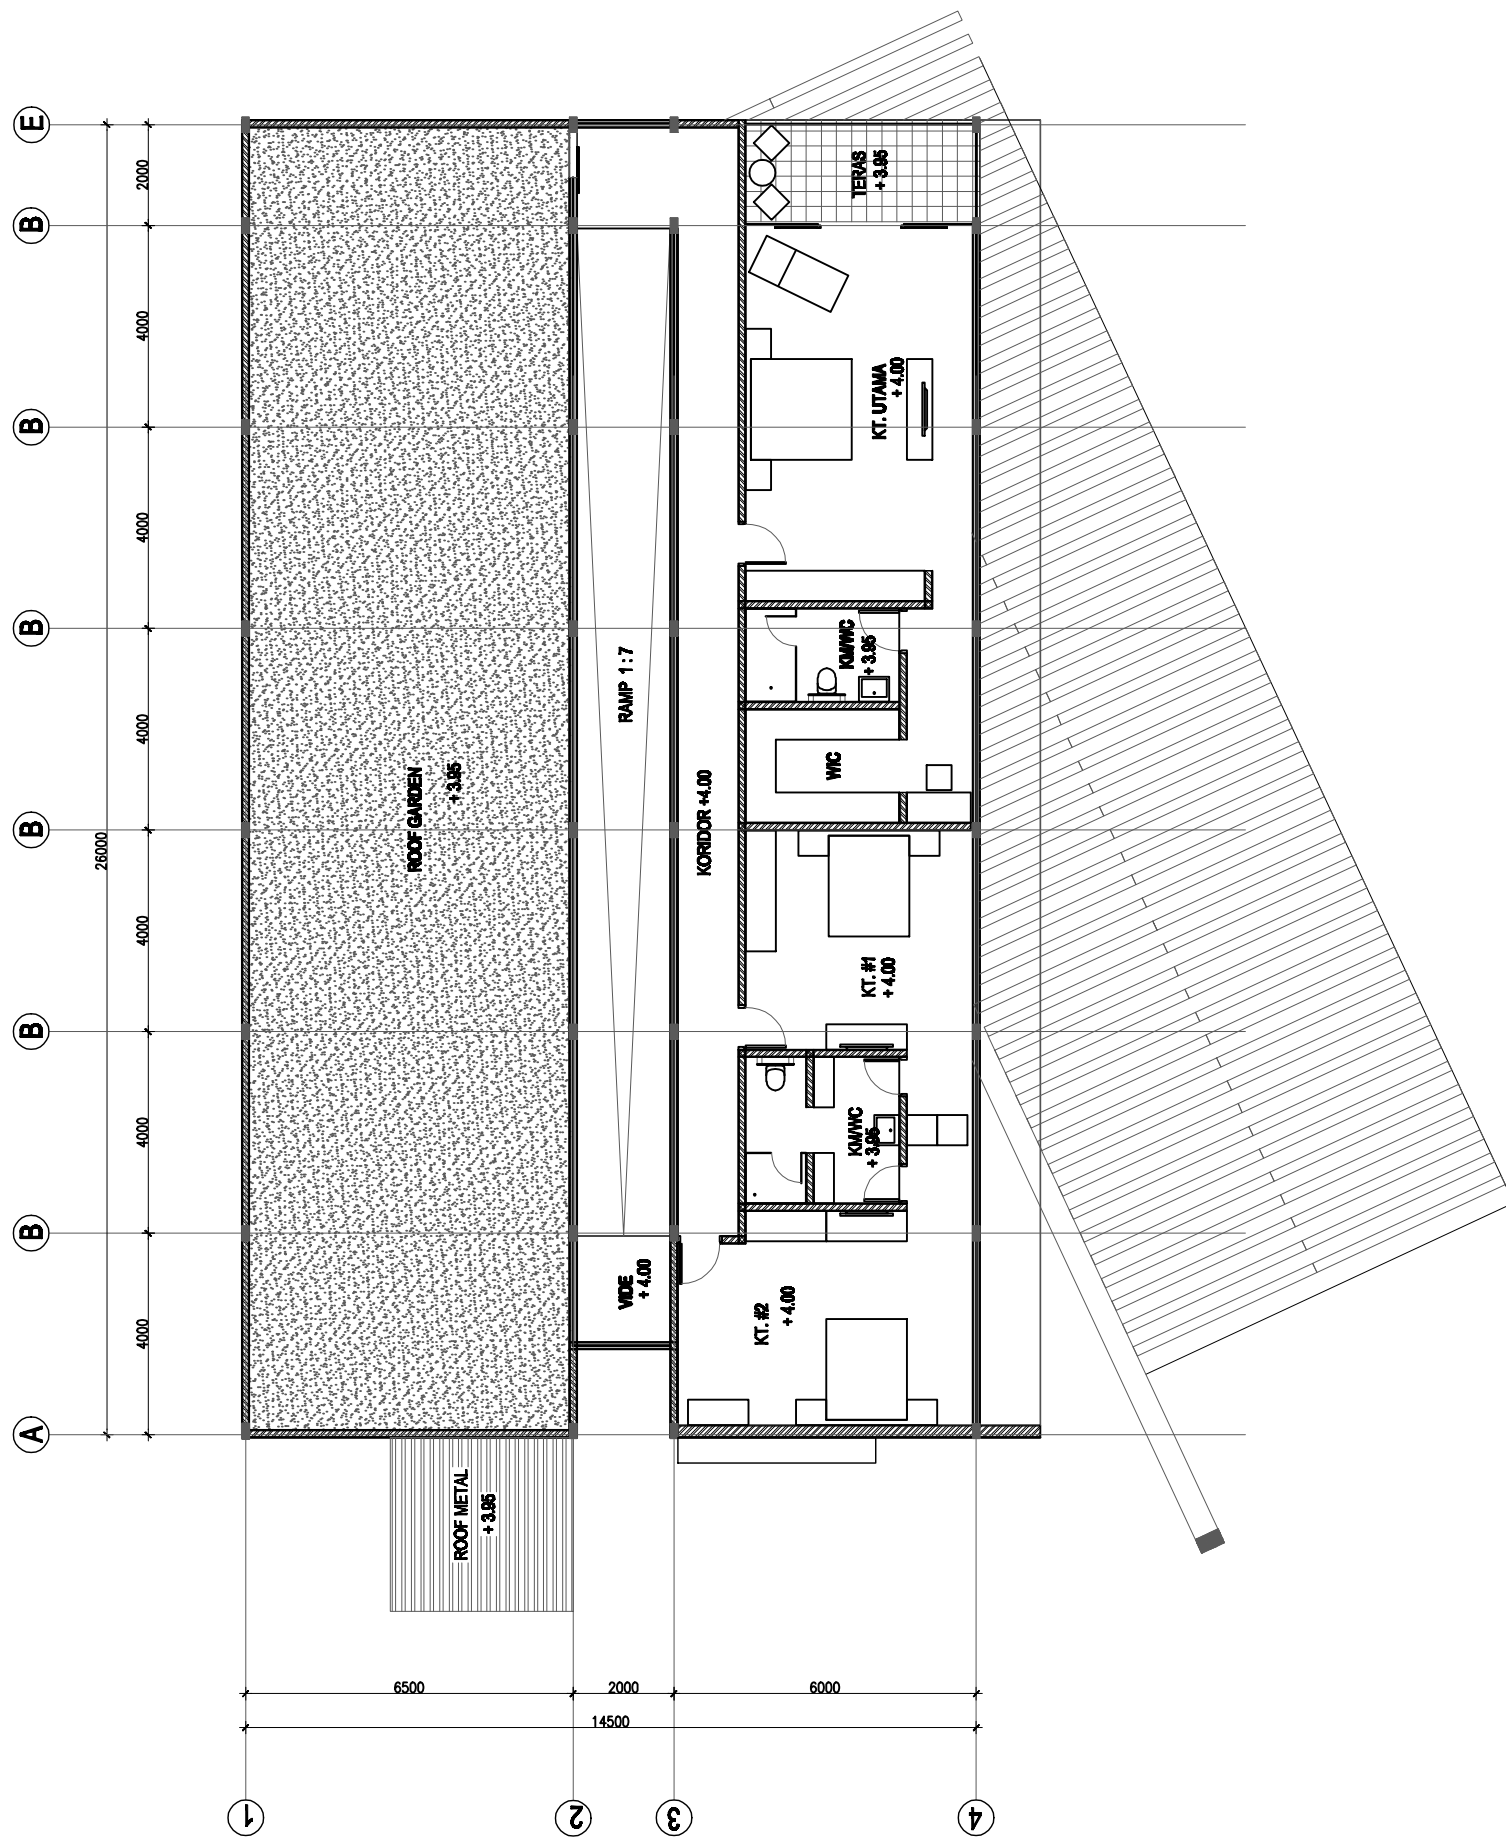 E
B
B
B
B
B
B
A
2000
4000
4000
4000
4000
4000
4000
26000
TERAS
+ 3.95
KT. UTAMA
+ 4.00
KM/WC
+ 3.95
WIC
RAMP 1 : 7
ROOF GARDEN
+ 3.95
KORIDOR +4.00
KT. #1
+ 4.00
KM/WC
+ 3.95
VIDE
+ 4.00
KT. #2
+ 4.00
ROOF METAL
+ 3.95
6500
2000
6000
14500
1
2
3
4